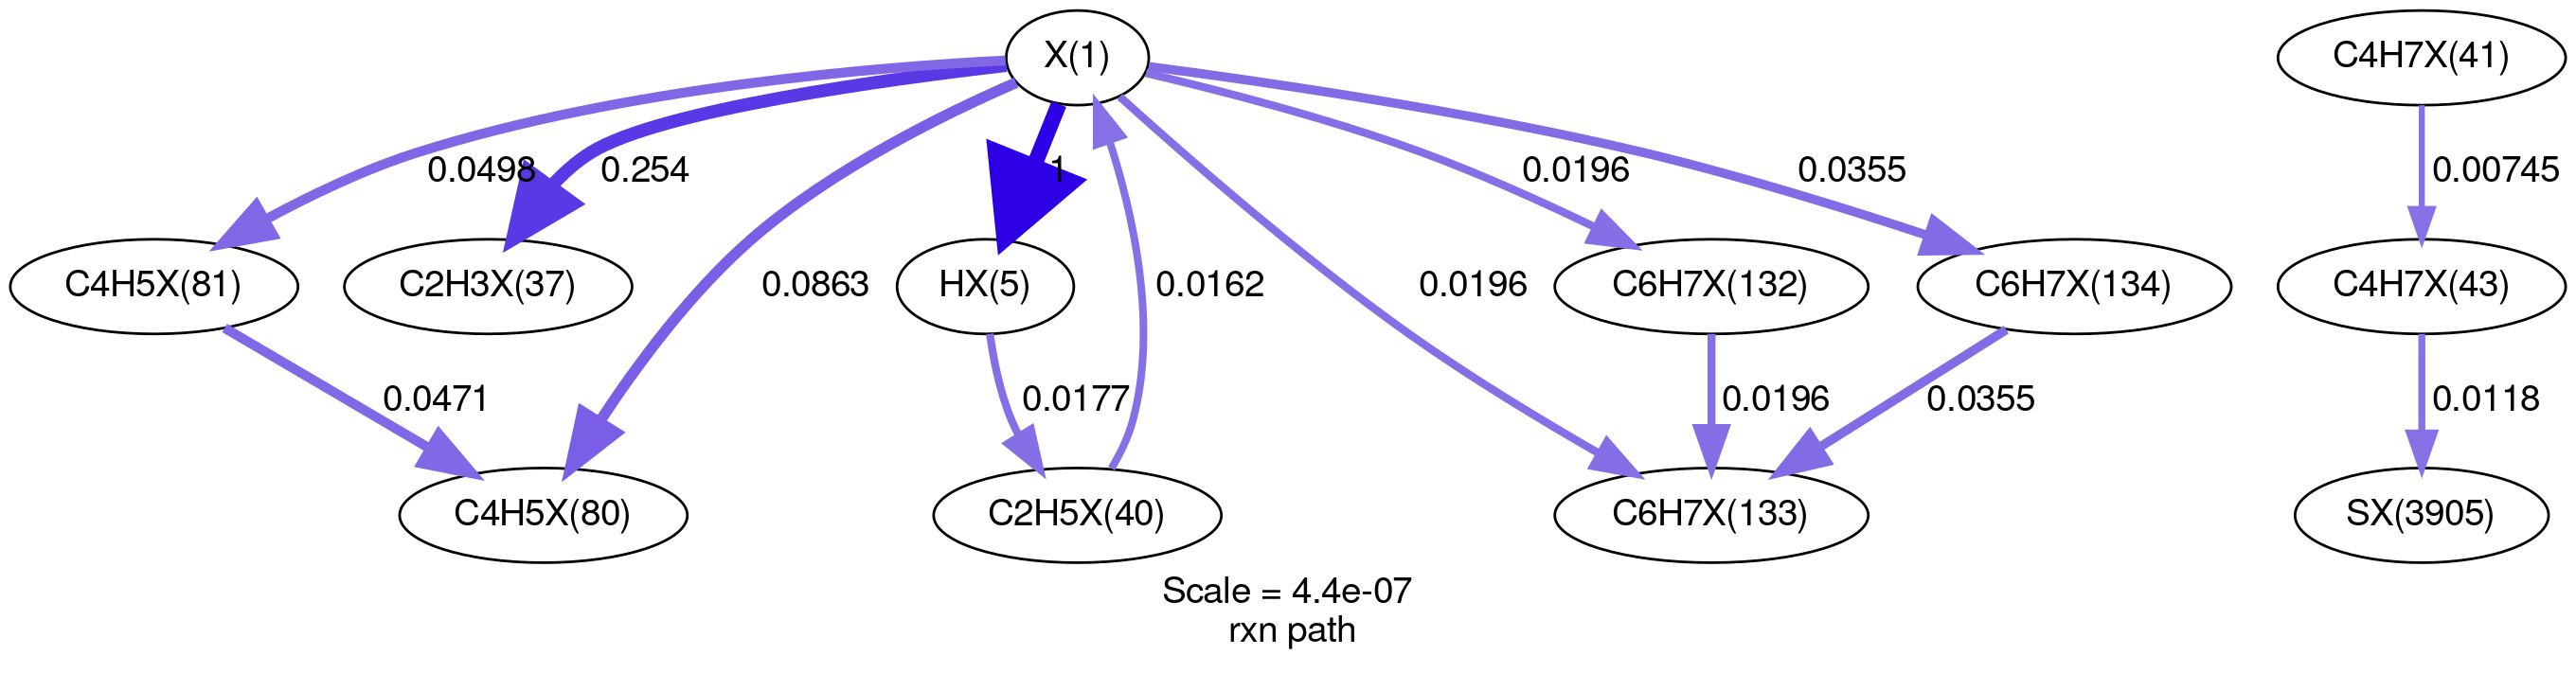 X(1)
C4H7X(41)
0.0498
0.254
1
0.0196
0.0355
0.00745
C4H5X(81)
C2H3X(37)
0.0863
HX(5)
0.0162
0.0196
C6H7X(132)
C6H7X(134)
C4H7X(43)
0.0471
0.0177
0.0196
0.0355
0.0118
C4H5X(80)
C2H5X(40)
C6H7X(133)
SX(3905)
Scale = 4.4e-07
rxn path